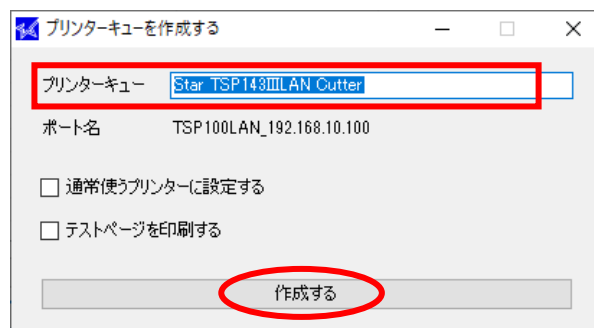 プリンターキューを作成する
プリンターキュー Star TSP143ⅢLAN Cutter
ポート名 TSP100LAN_192.168.10.100
通常使うプリンターに設定する
テストページを印刷する
作成する